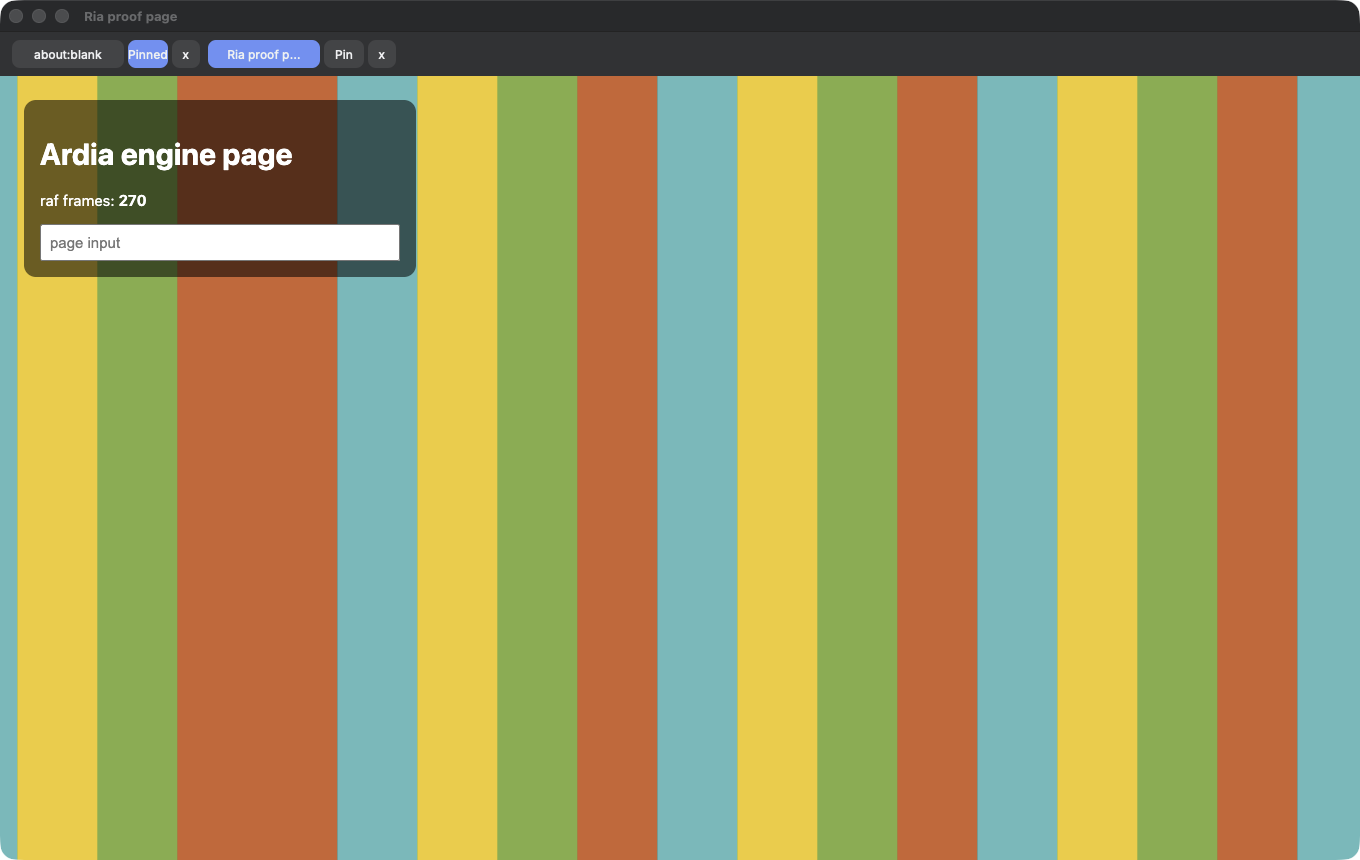 Ria proof page
about:blank Pinned x Ria proof p... Pin x
Ardia engine page
raf frames: 270
page input